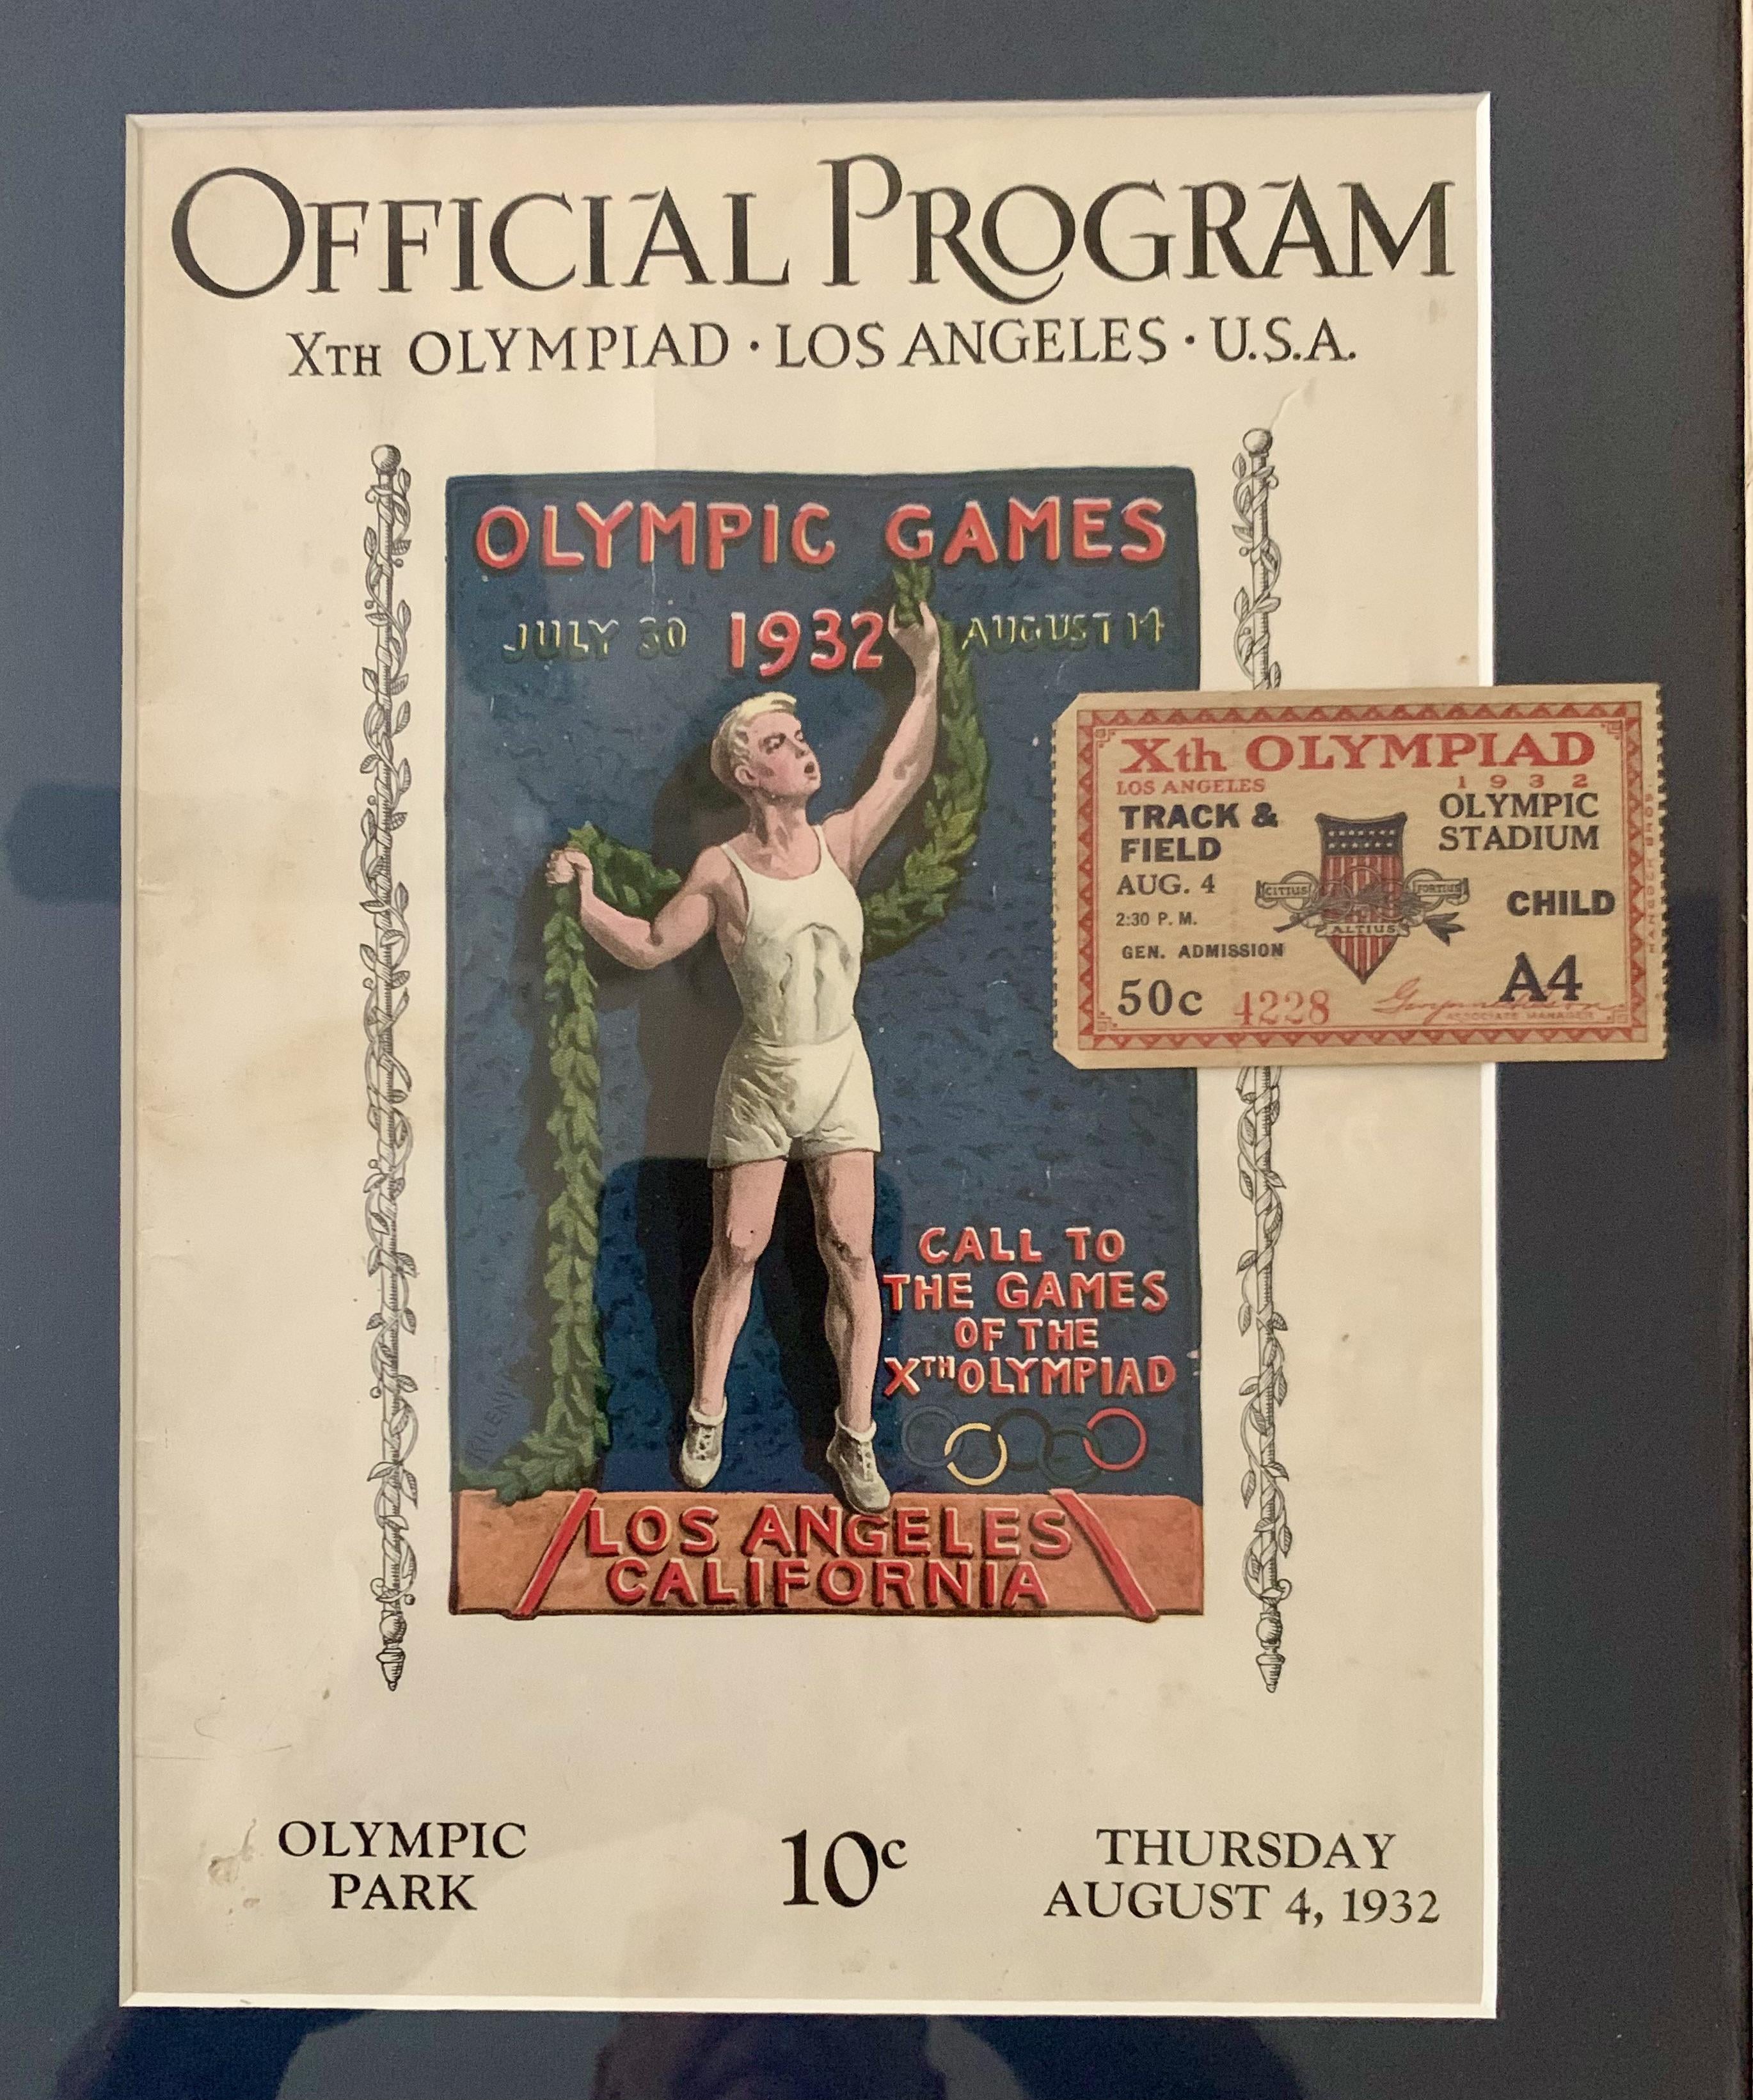 OFFICIAL PROGRAM
XTH OLYMPIAD · LOS ANGELES · U.S.A.
OLYMPIC GAMES
JULY 30 1932 AUGUST 14
CALL TO
THE GAMES
OF THE
XTH OLYMPIAD
LOS ANGELES
CALIFORNIA
Xth OLYMPIAD
LOS ANGELES 1932
TRACK &
FIELD
AUG. 4
2:30 P. M.
GEN. ADMISSION
50c 4228
CITIUS FORTIUS
ALTIUS
OLYMPIC
STADIUM
CHILD
A4
ASSOCIATE MANAGER
HANCOCK BROS.
OLYMPIC
PARK
10c
THURSDAY
AUGUST 4, 1932